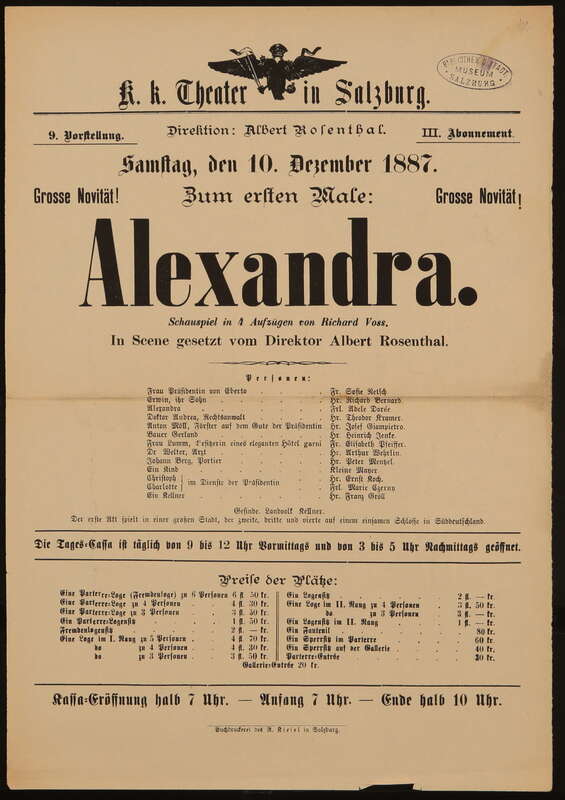 BIBLIOTHEK D. STÄDT.
MUSEUM
SALZBURG
K. k. Theater in Salzburg.
9. Vorstellung.
Direktion: Albert Rosenthal.
III. Abonnement.
Samstag, den 10. Dezember 1887.
Grosse Novität!
Zum ersten Male:
Grosse Novität!
Alexandra.
Schauspiel in 4 Aufzügen von Richard Voss.
In Scene gesetzt vom Direktor Albert Rosenthal.
Personen:
Frau Präsidentin von Eberto . . . . Fr. Sofie Retsch
Erwin, ihr Sohn . . . . Hr. Richard Bernard.
Alexandra . . . . Frl. Adele Dorée
Doktor Andrea, Rechtsanwalt . . . . Hr. Theodor Kramer.
Anton Möll, Förster auf dem Gute der Präsidentin . Hr. Josef Giampietro.
Bauer Gerland . . . . Hr. Heinrich Jenke.
Frau Lumm, Besitzerin eines eleganten Hôtel garni . Fr. Elisabeth Pfeiffer.
Dr. Welter, Arzt . . . . Hr. Arthur Wehrlin.
Johann Berg, Portier . . . . Hr. Peter Menzel.
Ein Kind . . . . Kleine Mayer
Christoph } im Dienste der Präsidentin . . . . Hr. Ernst Koch.
Charlotte } Frl. Marie Czerny
Ein Kellner . . . . Hr. Franz Gröll
Gesinde. Landvolk Kellner.
Der erste Akt spielt in einer großen Stadt, der zweite, dritte und vierte auf einem einsamen Schlosse in Süddeutschland.
Die Tages-Cassa ist täglich von 9 bis 12 Uhr Vormittags und von 3 bis 5 Uhr Nachmittags geöffnet.
Preise der Plätze:
Eine Parterre-Loge (Fremdenloge) zu 6 Personen 6 fl. 50 kr.
Eine Parterre-Loge zu 4 Personen . . 4 fl. 30 kr.
Eine Parterre-Loge zu 3 Personen . . 3 fl. 50 kr.
Ein Parterre-Logensitz . . . 1 fl. 50 kr.
Fremdenlogensitz . . . . 2 fl. — kr.
Eine Loge im I. Rang zu 5 Personen . . 4 fl. 70 kr.
do zu 4 Personen . . 4 fl. 30 kr.
do zu 3 Personen . . 3 fl. 50 kr.
Ein Logensitz . . . . 2 fl. — kr.
Eine Loge im II. Rang zu 4 Personen . . 3 fl. 50 kr.
do do zu 3 Personen . . 3 fl. — kr.
Ein Logensitz im II. Rang . . . 1 fl. — kr.
Ein Fauteuil . . . . 80 kr.
Ein Sperrsitz im Parterre . . . 60 kr.
Ein Sperrsitz auf der Gallerie . . . 40 kr.
Parterre-Entrée . . . . 30 kr.
Gallerie-Entrée 20 kr.
Kassa-Eröffnung halb 7 Uhr. — Anfang 7 Uhr. — Ende halb 10 Uhr.
Buchdruckerei des R. Kiesel in Salzburg.